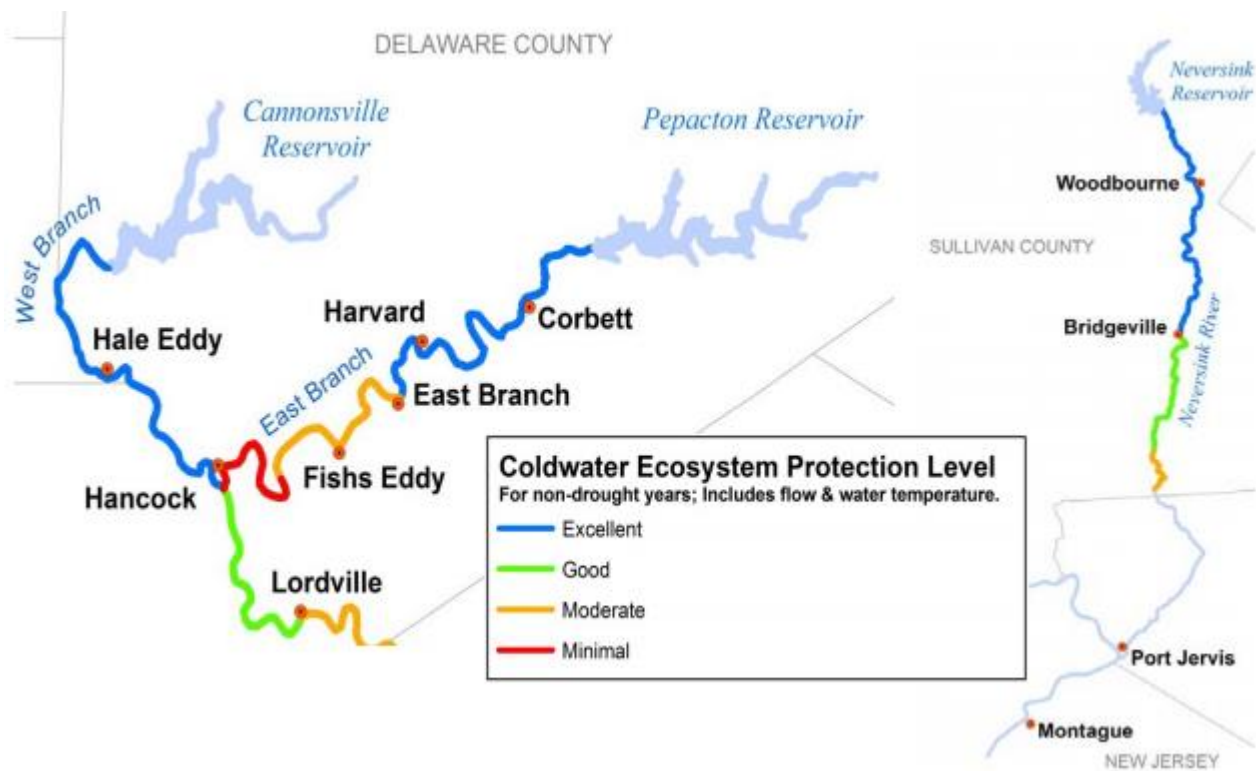 DELAWARE COUNTY
Cannonsville
Reservoir
Pepacton Reservoir
West Branch
Hale Eddy
Harvard
Corbett
East Branch
East Branch
Fishs Eddy
Hancock
Lordville
Neversink
Reservoir
Woodbourne
SULLIVAN COUNTY
Bridgeville
Neversink River
Port Jervis
Montague
NEW JERSEY
Coldwater Ecosystem Protection Level
For non-drought years; Includes flow & water temperature.
Excellent
Good
Moderate
Minimal